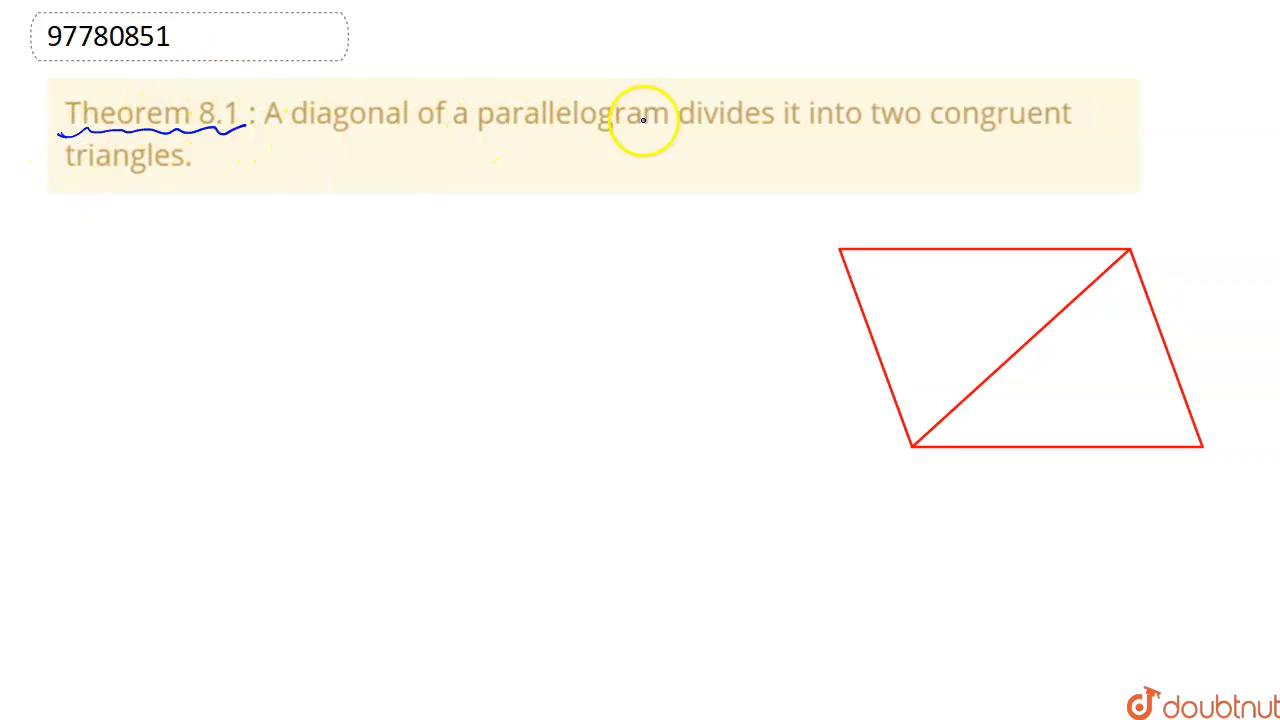 97780851
Theorem 8.1 : A diagonal of a parallelogram divides it into two congruent
triangles.
doubtnut